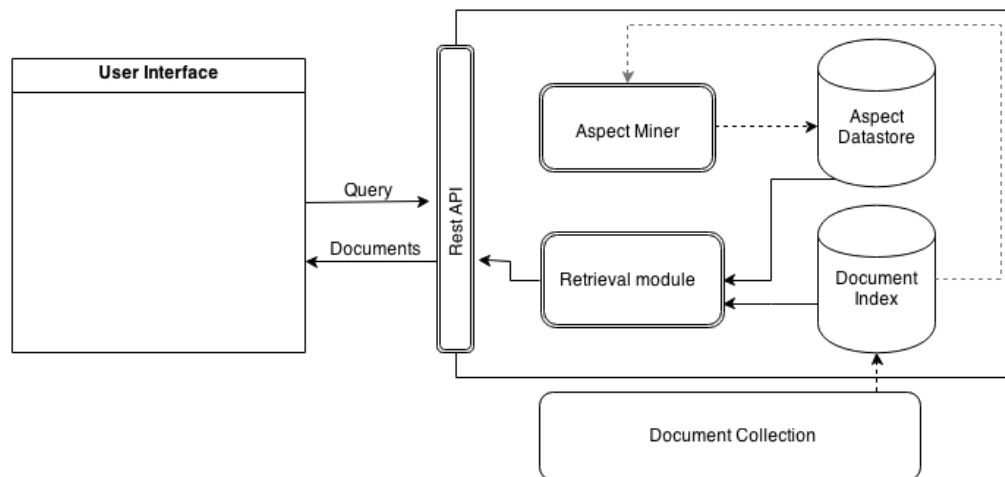 User Interface
Query
Documents
Rest API
Aspect Miner
Aspect
Datastore
Retrieval module
Document
Index
Document Collection